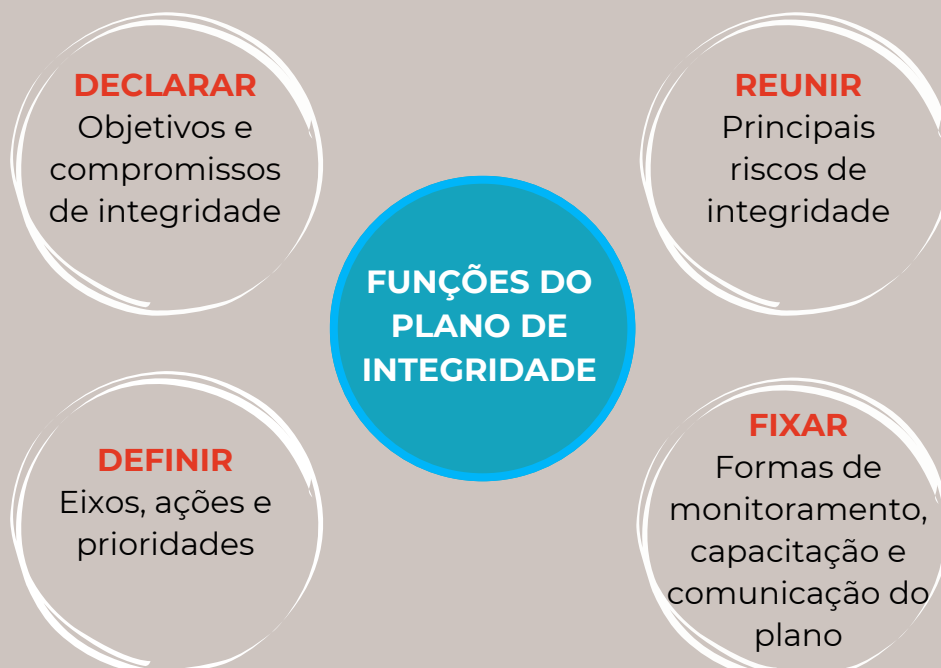 DECLARAR
Objetivos e
compromissos
de integridade
REUNIR
Principais
riscos de
integridade
FUNÇÕES DO
PLANO DE
INTEGRIDADE
DEFINIR
Eixos, ações e
prioridades
FIXAR
Formas de
monitoramento,
capacitação e
comunicação do
plano